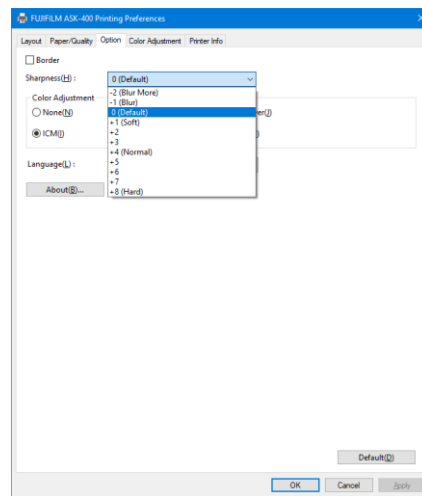 FUJIFILM ASK-400 Printing Preferences
Layout Paper/Quality Option Color Adjustment Printer Info
Border
Sharpness(H) : 0 (Default)
-2 (Blur More)
-1 (Blur)
Color Adjustment
0 (Default)
None(N) er(J)
+1 (Soft)
+2
ICM(I)
+3
+4 (Normal)
Language(L) :
+5
+6
+7
About(B)...
+8 (Hard)
Default(D)
OK Cancel Apply